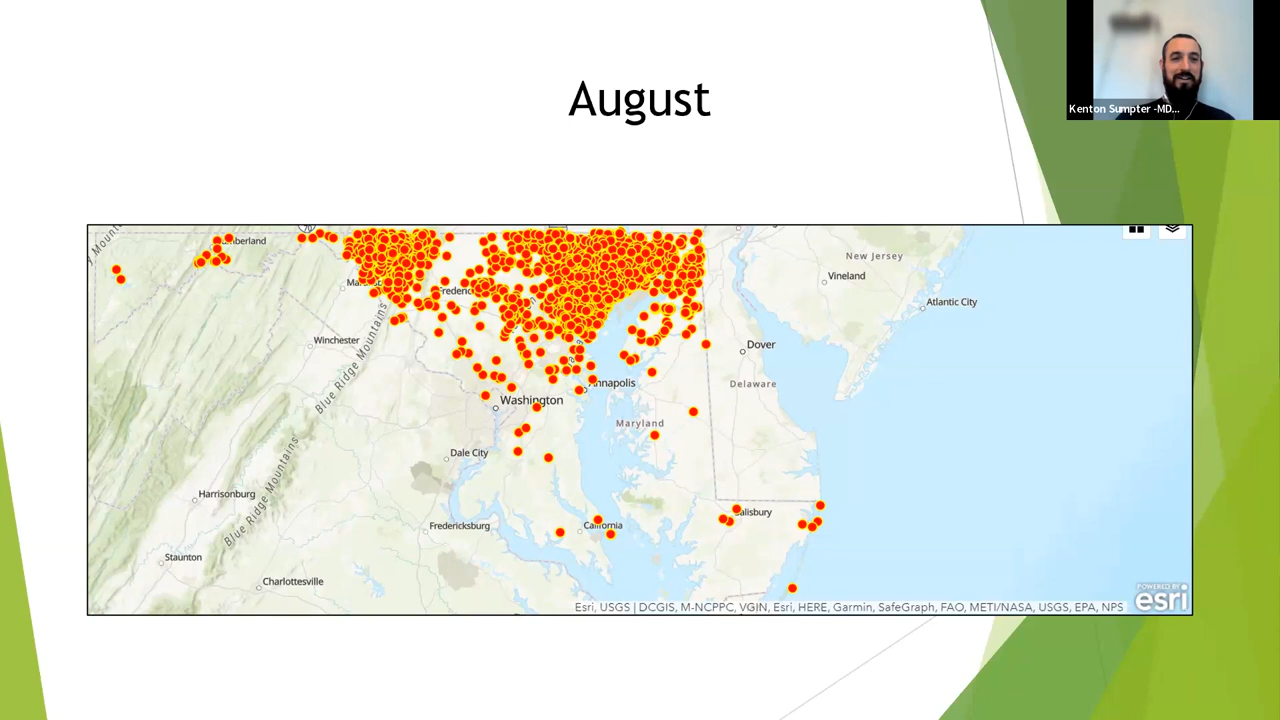 August
Kenton Sumpter -MD...
New Jersey
Vineland
Atlantic City
Winchester
Blue Ridge Mountains
Dover
Annapolis
Delaware
Washington
Maryland
Dale City
Harrisonburg
Blue Ridge Mountains
Salisbury
Fredericksburg
California
Staunton
Charlottesville
POWERED BY
esri
Esri, USGS | DCGIS, M-NCPPC, VGIN, Esri, HERE, Garmin, SafeGraph, FAO, METI/NASA, USGS, EPA, NPS